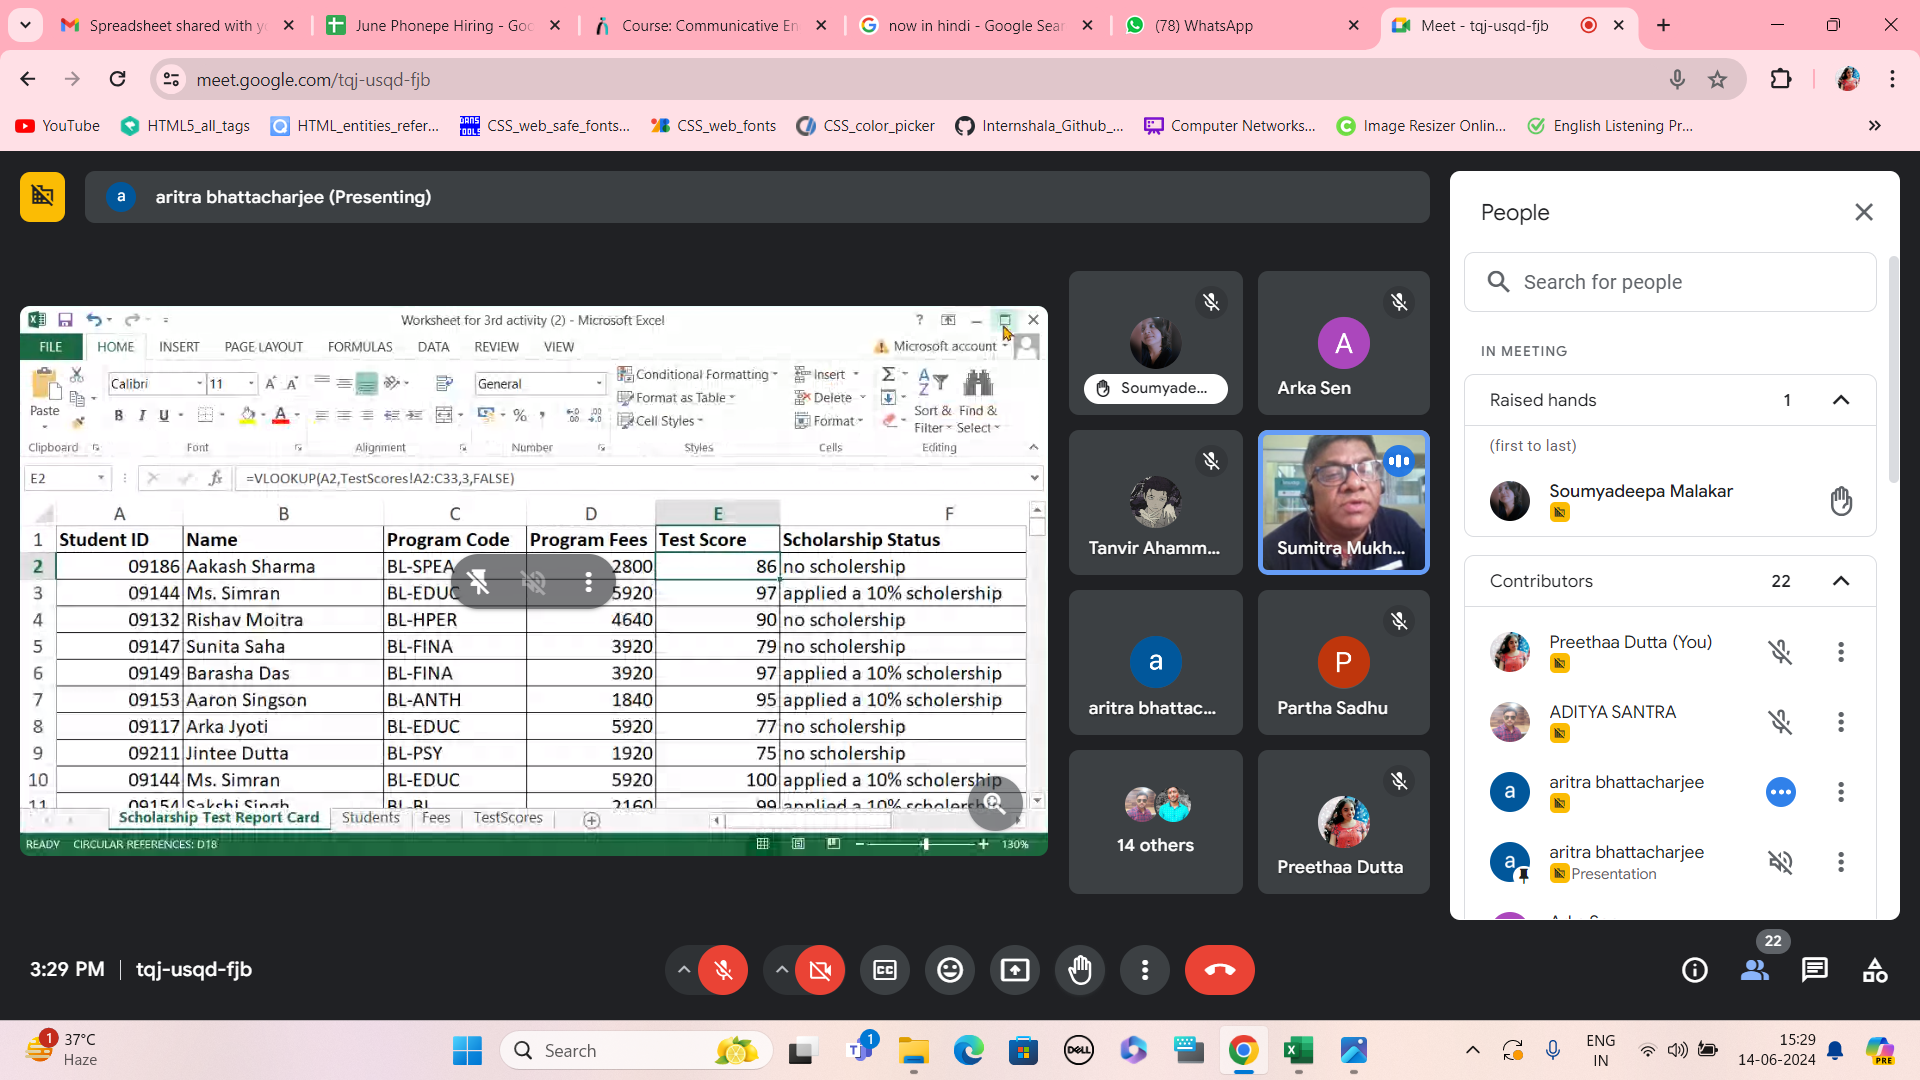 Spreadsheet shared with y
June Phonepe Hiring - Goo
Course: Communicative En
now in hindi - Google Sear
(78) WhatsApp
Meet - tqj-usqd-fjb
meet.google.com/tqj-usqd-fjb
YouTube
HTML5_all_tags
HTML_entities_refer...
CSS_web_safe_fonts...
CSS_web_fonts
CSS_color_picker
Internshala_Github_...
Computer Networks...
Image Resizer Onlin...
English Listening Pr...
a
aritra bhattacharjee (Presenting)
Worksheet for 3rd activity (2) - Microsoft Excel
FILE HOME INSERT PAGE LAYOUT FORMULAS DATA REVIEW VIEW
Microsoft account
Paste
Calibri
11
General
Conditional Formatting
Format as Table
Cell Styles
Insert
Delete
Format
Sort & Filter
Find & Select
Clipboard Font Alignment Number Styles Cells Editing
E2
=VLOOKUP(A2,TestScores!A2:C33,3,FALSE)
A B C D E F
1 Student ID Name Program Code Program Fees Test Score Scholarship Status
2 09186 Aakash Sharma BL-SPEA 2800 86 no scholership
3 09144 Ms. Simran BL-EDUC 5920 97 applied a 10% scholership
4 09132 Rishav Moitra BL-HPER 4640 90 no scholership
5 09147 Sunita Saha BL-FINA 3920 79 no scholership
6 09149 Barasha Das BL-FINA 3920 97 applied a 10% scholership
7 09153 Aaron Singson BL-ANTH 1840 95 applied a 10% scholership
8 09117 Arka Jyoti BL-EDUC 5920 77 no scholership
9 09211 Jintee Dutta BL-PSY 1920 75 no scholership
10 09144 Ms. Simran BL-EDUC 5920 100 applied a 10% scholership
11 09154 Sakshi Singh BL-BL 2160 99 applied a 10% scholership
Scholarship Test Report Card Students Fees TestScores
READY CIRCULAR REFERENCES: D18 130%
Soumyade...
A
Arka Sen
Tanvir Ahamm...
Sumitra Mukh...
a
aritra bhattac...
P
Partha Sadhu
14 others
Preethaa Dutta
People
Search for people
IN MEETING
Raised hands 1
(first to last)
Soumyadeepa Malakar
Contributors 22
Preethaa Dutta (You)
ADITYA SANTRA
a
aritra bhattacharjee
a
aritra bhattacharjee
Presentation
3:29 PM
tqj-usqd-fjb
22
1
37°C
Haze
Search
1
DELL
ENG
IN
15:29
14-06-2024
PRE